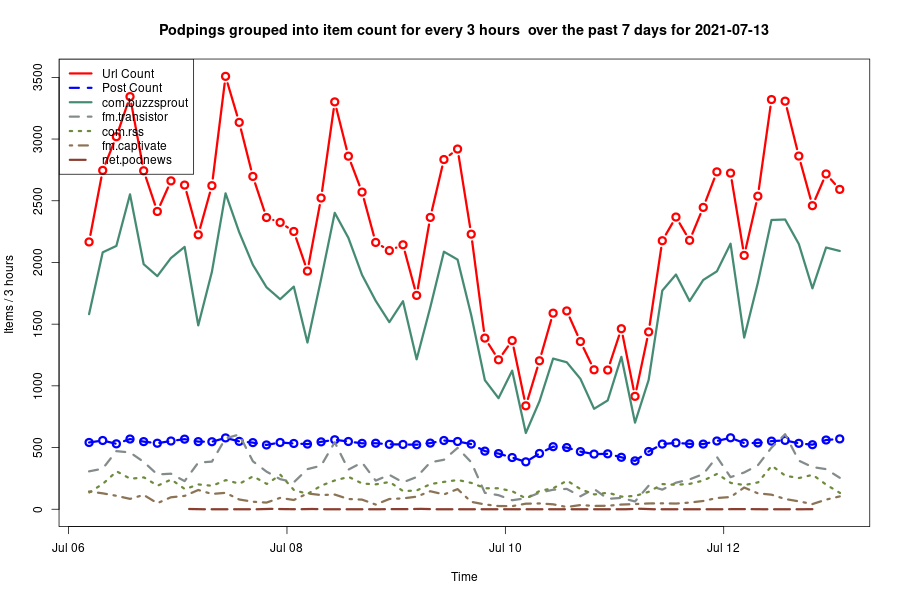 Podpings grouped into item count for every 3 hours  over the past 7 days for 2021-07-13
Url Count
Post Count
com.buzzsprout
fm.transistor
com.rss
fm.captivate
net.podnews
3500
3000
2500
2000
1500
1000
500
0
Items / 3 hours
Jul 06
Jul 08
Jul 10
Jul 12
Time